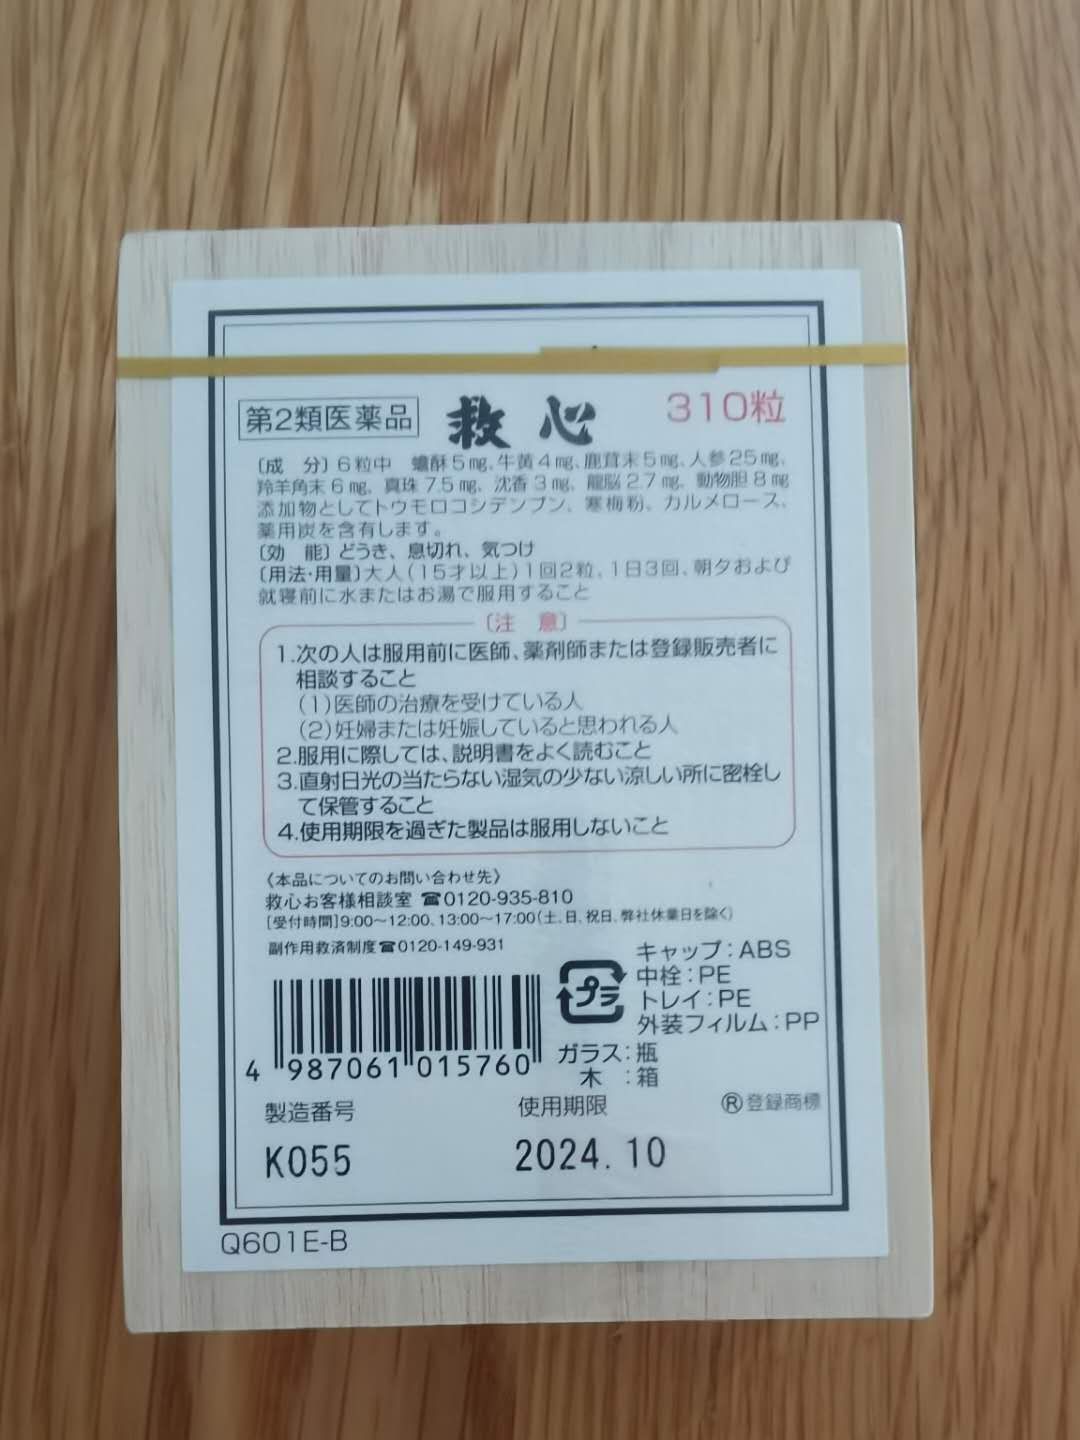 第2類医薬品 救心 310粒
〔成 分〕6粒中 蟾酥5㎎、牛黄4㎎、鹿茸末5㎎、人参25㎎、
羚羊角末6㎎、真珠7.5㎎、沈香3㎎、龍脳2.7㎎、動物胆8㎎
添加物としてトウモロコシデンプン、寒梅粉、カルメロース、
薬用炭を含有します。
〔効 能〕どうき、息切れ、気つけ
〔用法・用量〕大人(15才以上)1回2粒、1日3回、朝夕および
就寝前に水またはお湯で服用すること
〔注 意〕
1.次の人は服用前に医師、薬剤師または登録販売者に
相談すること
(1)医師の治療を受けている人
(2)妊婦または妊娠していると思われる人
2.服用に際しては、説明書をよく読むこと
3.直射日光の当たらない湿気の少ない涼しい所に密栓し
て保管すること
4.使用期限を過ぎた製品は服用しないこと
〈本品についてのお問い合わせ先〉
救心お客様相談室 ☎0120-935-810
[受付時間]9:00~12:00、13:00~17:00(土、日、祝日、弊社休業日を除く)
副作用救済制度☎0120-149-931
プラ
キャップ:ABS
中栓:PE
トレイ:PE
外装フィルム:PP
ガラス:瓶
木 :箱
4 987061 015760
製造番号 使用期限 ®登録商標
K055 2024.10
Q601E-B